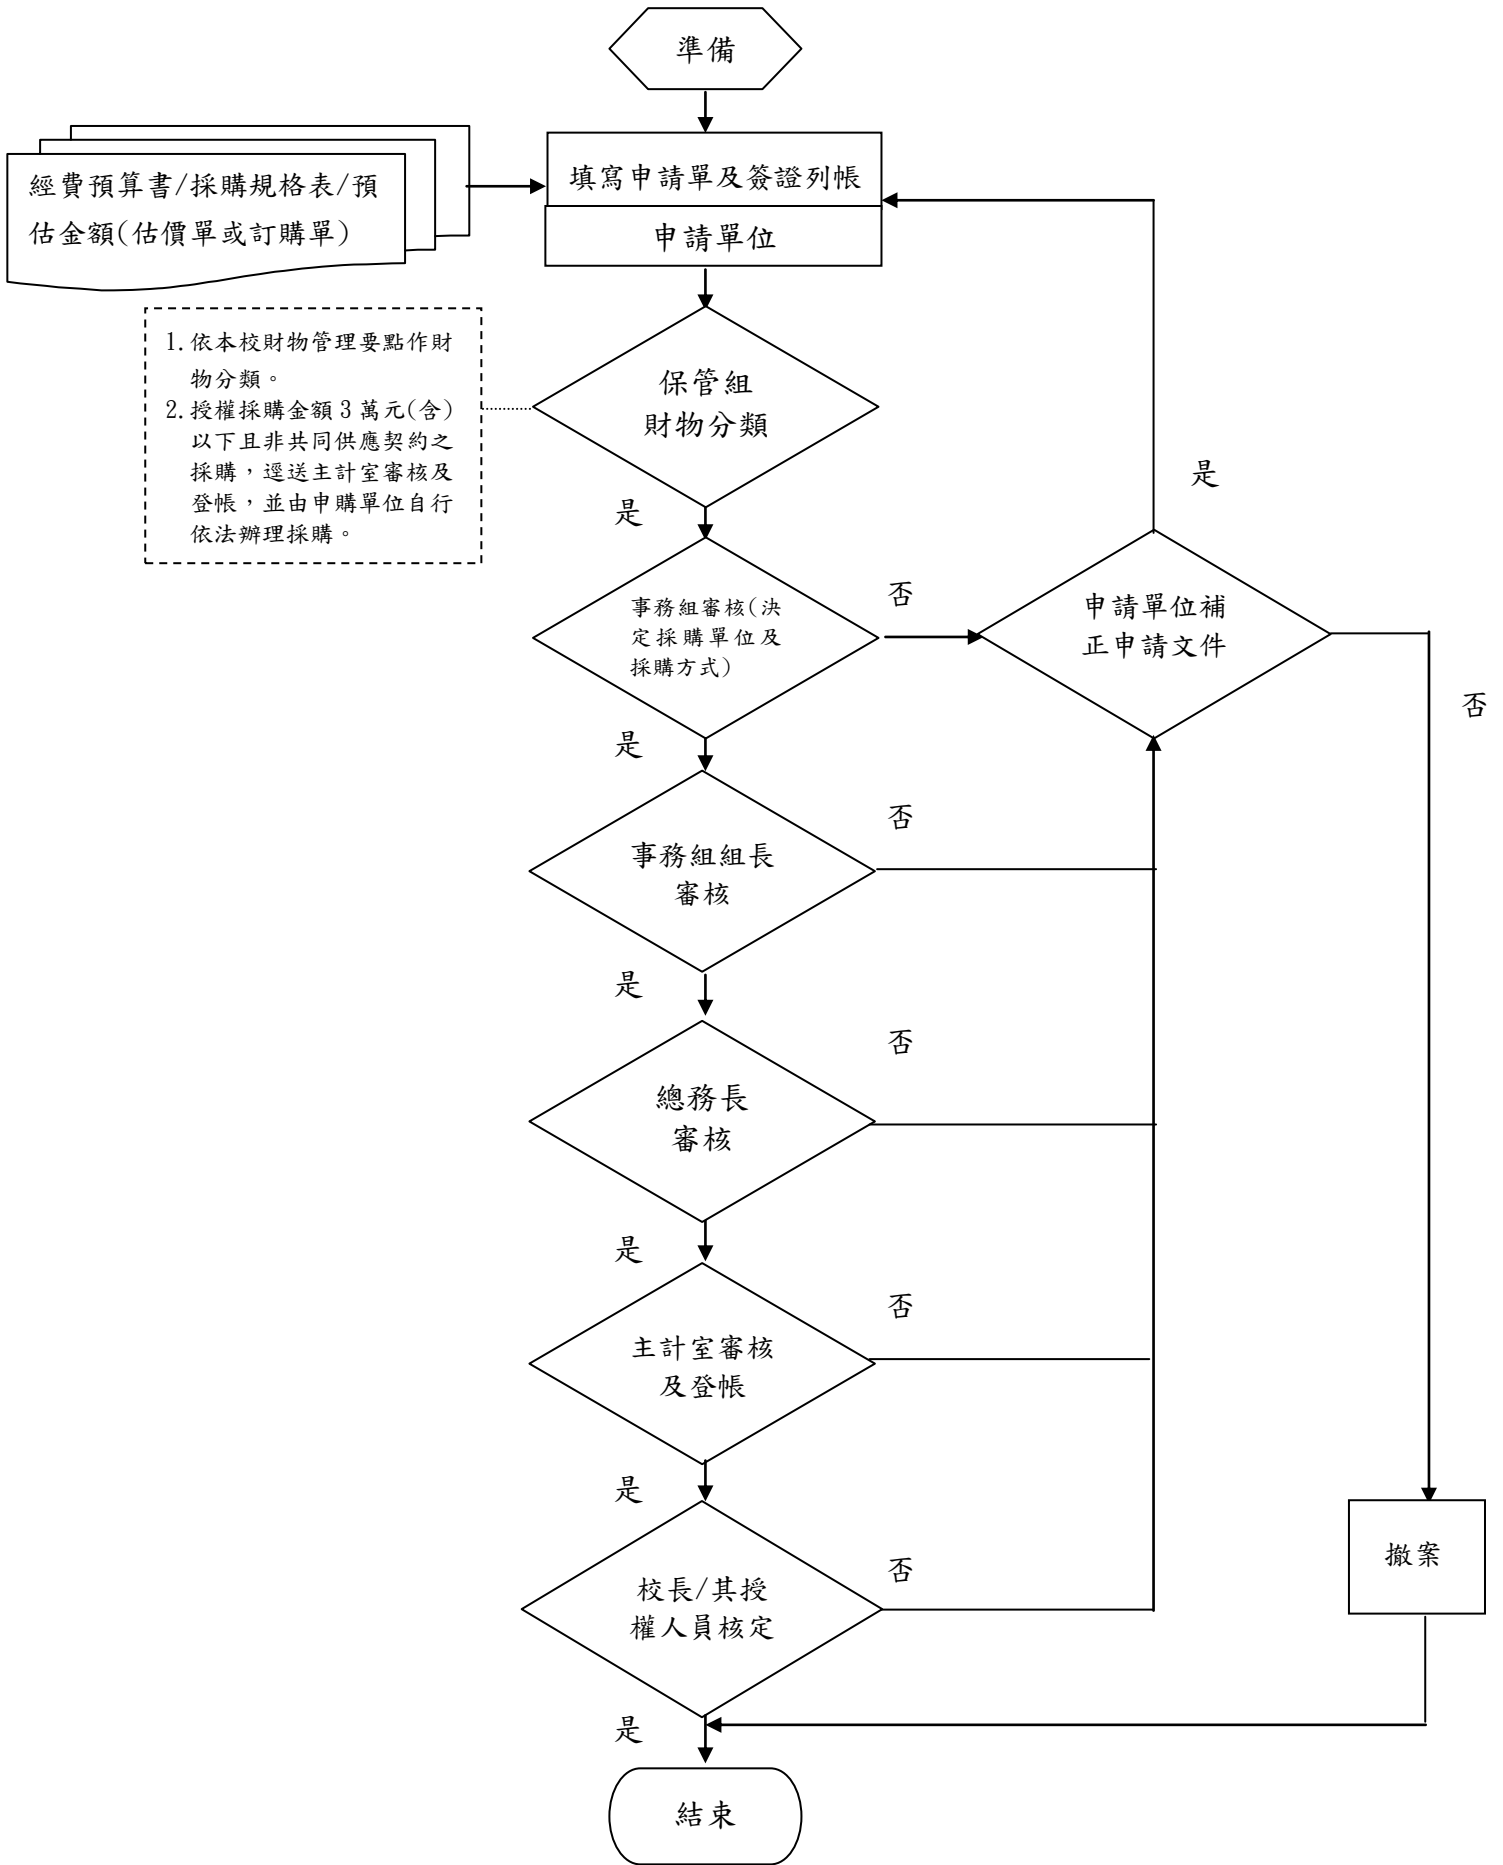 準備
填寫申請單及簽證列帳
申請單位
經費預算書/採購規格表/預
估金額(估價單或訂購單)
1.依本校財物管理要點作財
物分類。
2.授權採購金額3萬元(含)
以下且非共同供應契約之
採購，逕送主計室審核及
登帳，並由申購單位自行
依法辦理採購。
保管組
財物分類
是
是
事務組審核(決
定採購單位及
採購方式)
否
申請單位補
正申請文件
否
是
事務組組長
審核
否
是
總務長
審核
否
是
主計室審核
及登帳
否
是
校長/其授
權人員核定
否
撤案
是
結束